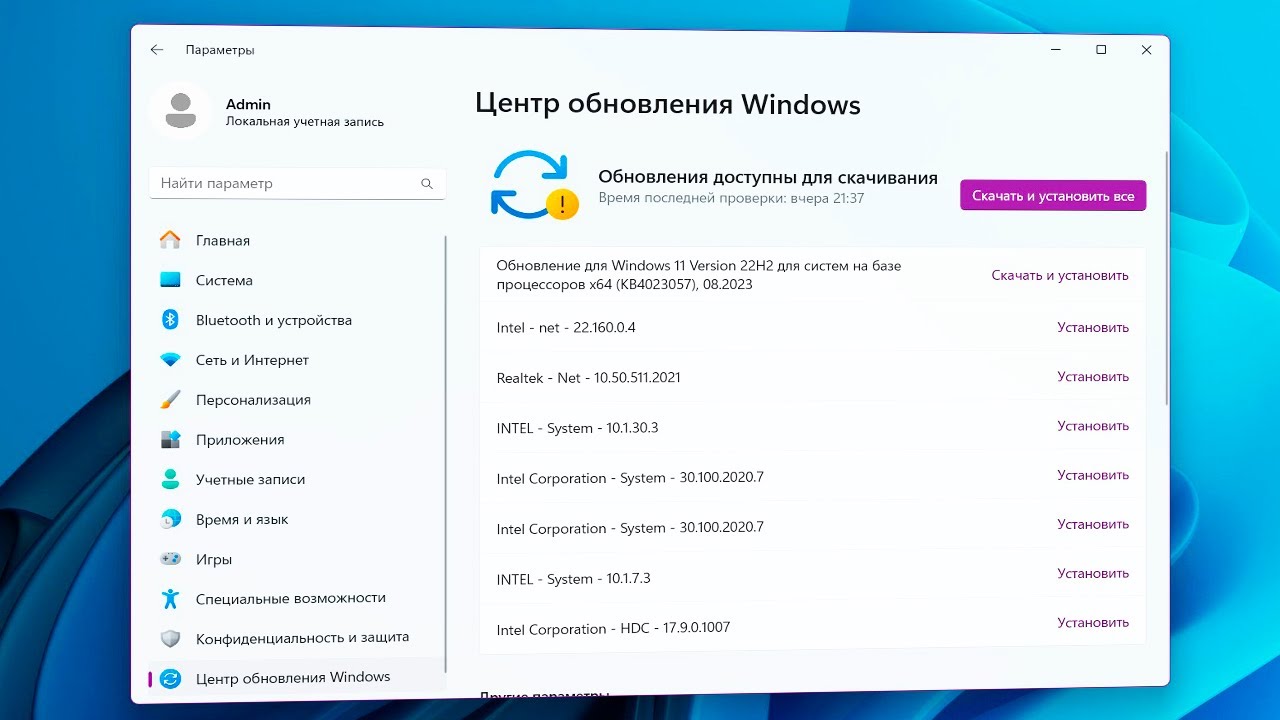 Параметры
Admin
Локальная учетная запись
Найти параметр
Главная
Система
Bluetooth и устройства
Сеть и Интернет
Персонализация
Приложения
Учетные записи
Время и язык
Игры
Специальные возможности
Конфиденциальность и защита
Центр обновления Windows
Центр обновления Windows
Обновления доступны для скачивания
Время последней проверки: вчера 21:37
Скачать и установить все
Обновление для Windows 11 Version 22H2 для систем на базе
процессоров x64 (KB4023057), 08.2023
Скачать и установить
Intel - net - 22.160.0.4
Установить
Realtek - Net - 10.50.511.2021
Установить
INTEL - System - 10.1.30.3
Установить
Intel Corporation - System - 30.100.2020.7
Установить
Intel Corporation - System - 30.100.2020.7
Установить
INTEL - System - 10.1.7.3
Установить
Intel Corporation - HDC - 17.9.0.1007
Установить
Другие параметры